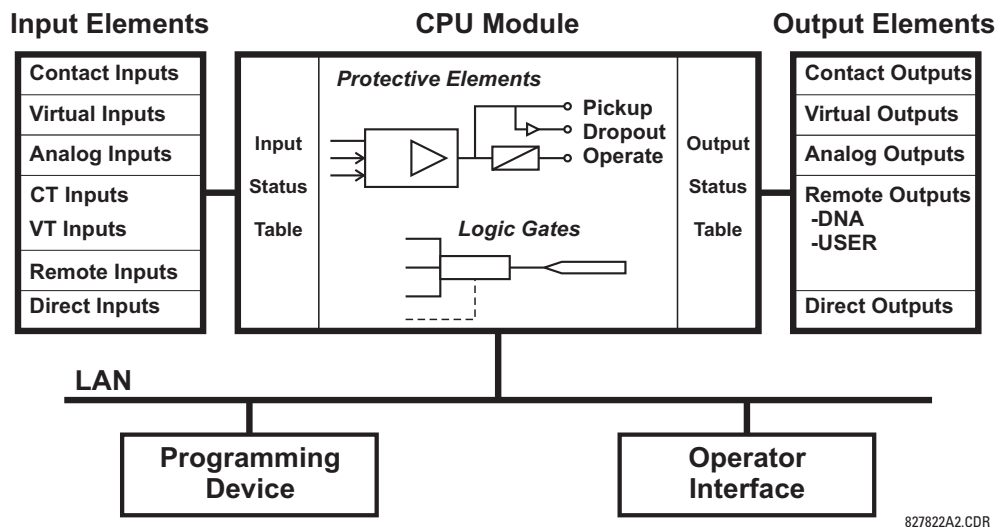 Input Elements
CPU Module
Output Elements
Contact Inputs
Virtual Inputs
Analog Inputs
CT Inputs
VT Inputs
Remote Inputs
Direct Inputs
Input
Status
Table
Protective Elements
Pickup
Dropout
Operate
Logic Gates
Output
Status
Table
Contact Outputs
Virtual Outputs
Analog Outputs
Remote Outputs
-DNA
-USER
Direct Outputs
LAN
Programming
Device
Operator
Interface
827822A2.CDR